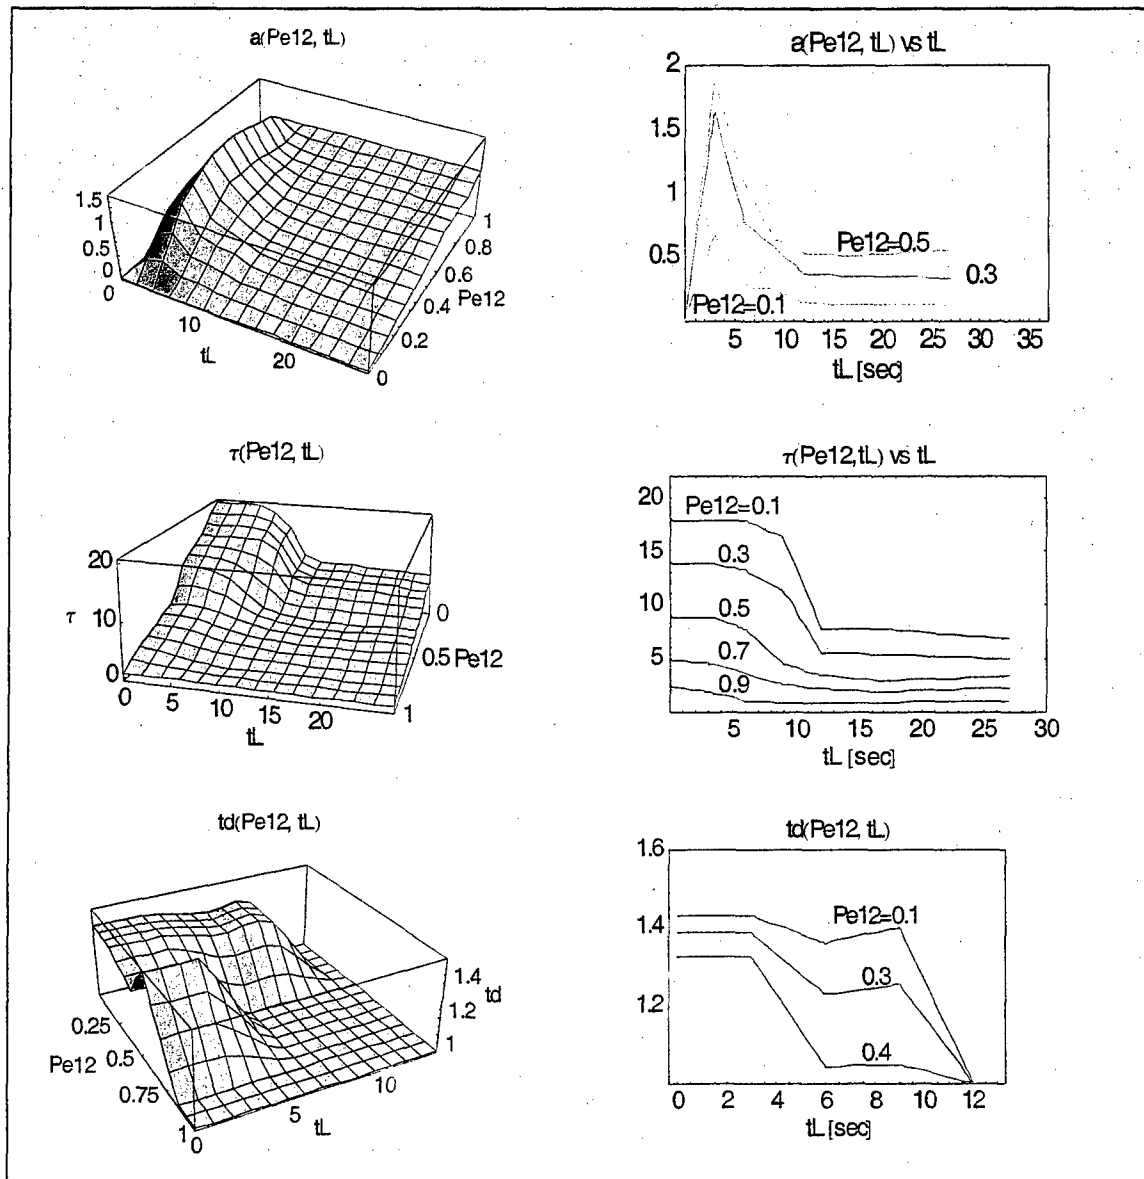 a(Pe12, tL)
1.5
1
0.5
0
0
10
tL
20
0
0.2
0.4
Pe12
0.6
0.8
1
a(Pe12, tL) vs tL
2
1.5
1
0.5
Pe12=0.5
0.3
Pe12=0.1
5 10 15 20 25 30 35
tL [sec]
τ(Pe12, tL)
20
τ 10
0
0 5 10 15 20
tL
0
0.5 Pe12
1
τ(Pe12,tL) vs tL
20
15
10
5
Pe12=0.1
0.3
0.5
0.7
0.9
5 10 15 20 25 30
tL [sec]
td(Pe12, tL)
0.25
Pe12 0.5
0.75
1
0
5
tL
10
1
1.2
1.4
td
td(Pe12, tL)
1.6
1.4
1.2
Pe12=0.1
0.3
0.4
0 2 4 6 8 10 12
tL [sec]